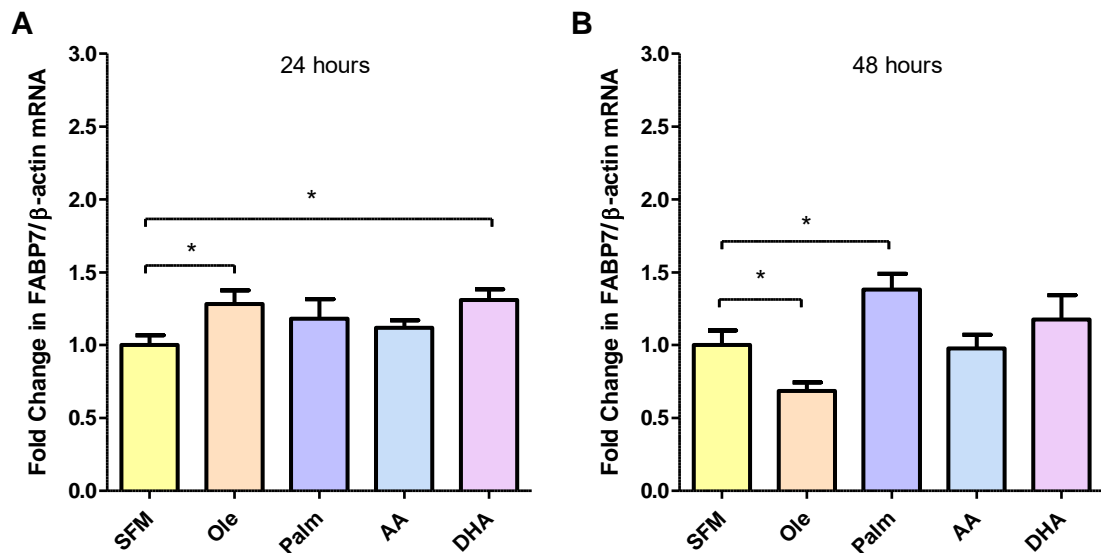 A
24 hours
Fold Change in FABP7/β-actin mRNA
3.0
2.5
2.0
1.5
1.0
0.5
0.0
*
*
SFM
Ole
Palm
AA
DHA
B
48 hours
Fold Change in FABP7/β-actin mRNA
3.0
2.5
2.0
1.5
1.0
0.5
0.0
*
*
SFM
Ole
Palm
AA
DHA